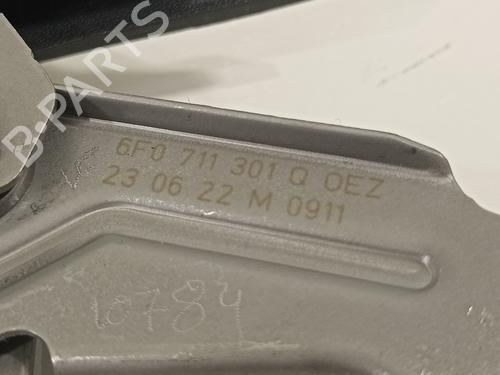 B-PARTS
6F0 711 301 Q OEZ
23 06 22 M 0911
10784